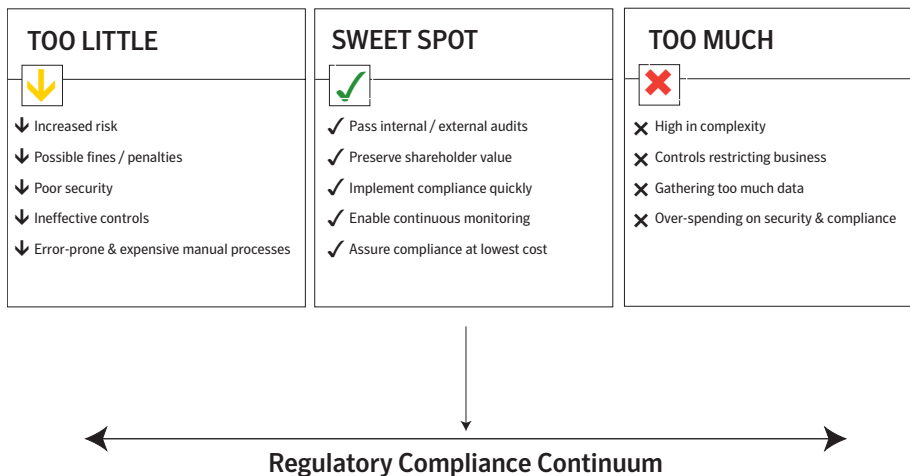 TOO LITTLE
Increased risk
Possible fines / penalties
Poor security
Ineffective controls
Error-prone & expensive manual processes
SWEET SPOT
Pass internal / external audits
Preserve shareholder value
Implement compliance quickly
Enable continuous monitoring
Assure compliance at lowest cost
TOO MUCH
High in complexity
Controls restricting business
Gathering too much data
Over-spending on security & compliance
Regulatory Compliance Continuum